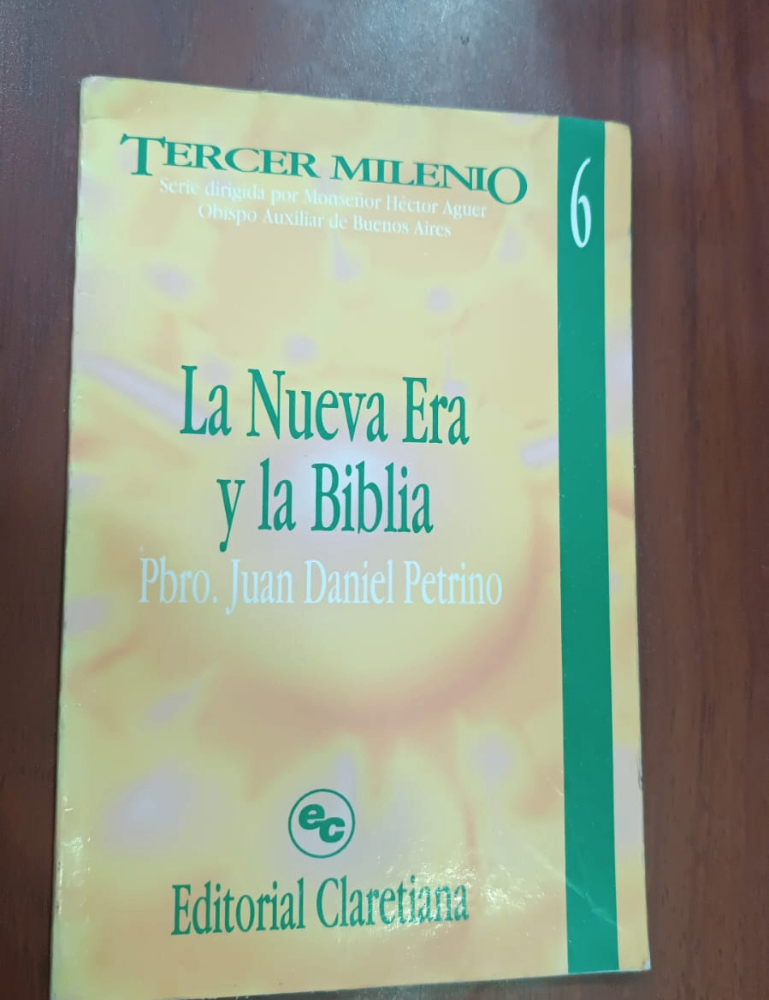 TERCER MILENIO
Serie dirigida por Monseñor Héctor Aguer
Obispo Auxiliar de Buenos Aires
6
La Nueva Era
y la Biblia
Pbro. Juan Daniel Petrino
ec
Editorial Claretiana